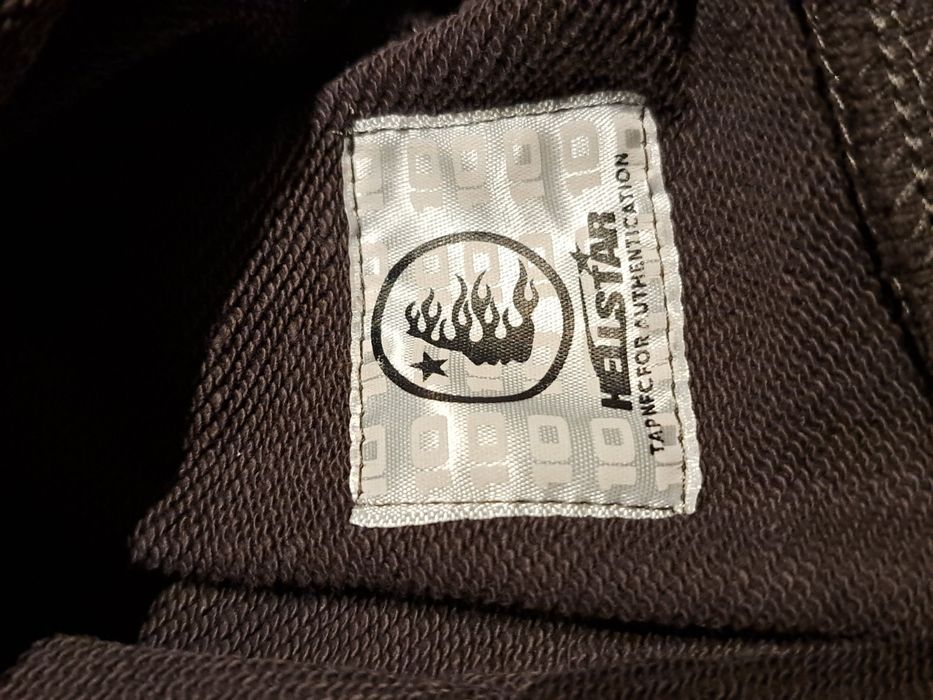 HELLSTAR
TAP NFC FOR AUTHENTICATION